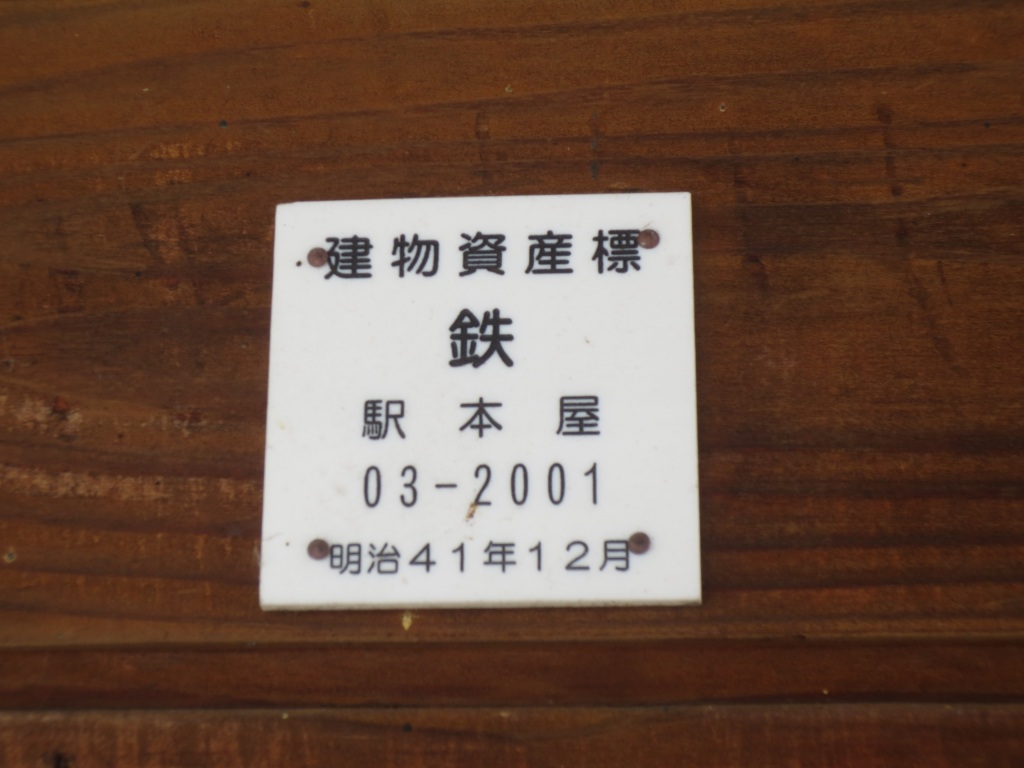 建物資産標
鉄
駅本屋
03-2001
明治41年12月